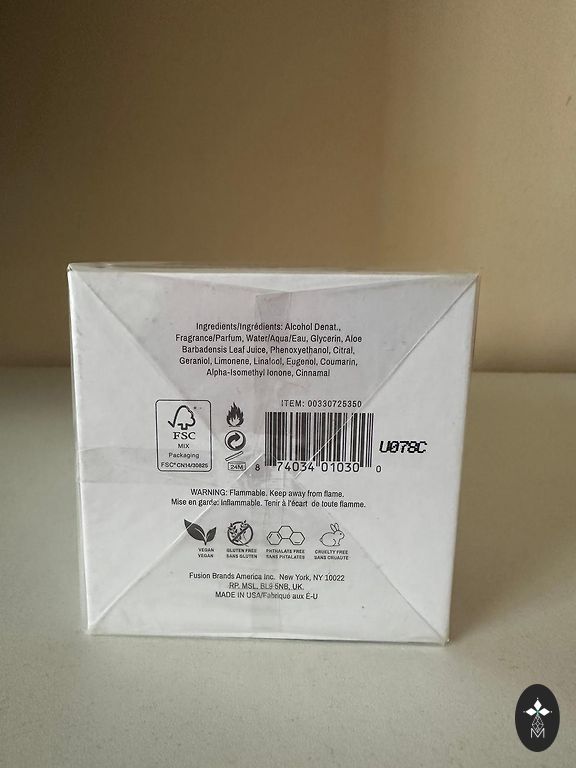 Ingredients/Ingrédients: Alcohol Denat.,
Fragrance/Parfum, Water/Aqua/Eau, Glycerin, Aloe
Barbadensis Leaf Juice, Phenoxyethanol, Citral,
Geraniol, Limonene, Linalool, Eugenol, Coumarin,
Alpha-Isomethyl Ionone, Cinnamal
ITEM: 00330725350
FSC
MIX
Packaging
FSC® CN14/30825
24M
8 74034 01030 0
U078C
WARNING: Flammable. Keep away from flame.
Mise en garde: Inflammable. Tenir à l'écart de toute flamme.
VEGAN
VEGAN
GLUTEN FREE
SANS GLUTEN
PHTHALATE FREE
SANS PHTALATES
CRUELTY FREE
SANS CRUAUTÉ
Fusion Brands America Inc. New York, NY 10022
RP. MSL, BL9 5NB, UK.
MADE IN USA/Fabriqué aux É-U
M